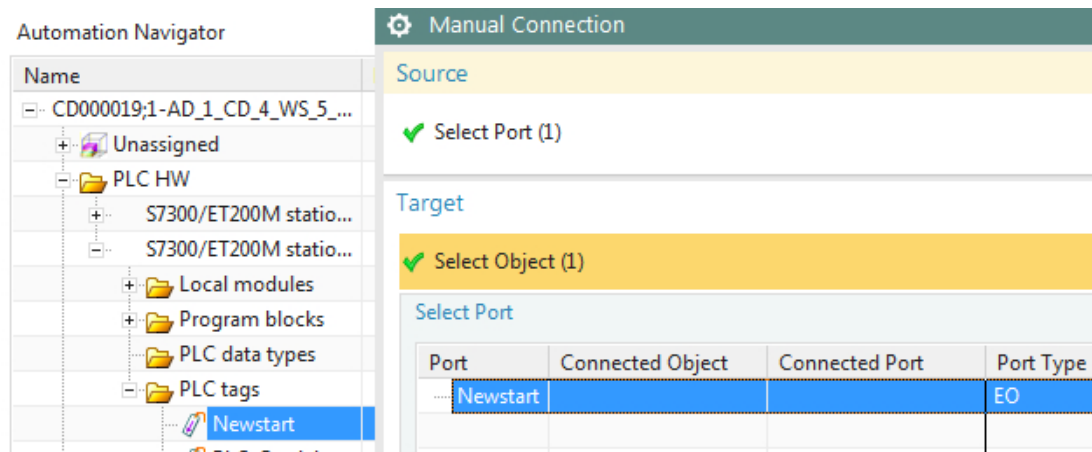 Automation Navigator
Name
CD000019;1-AD_1_CD_4_WS_5_...
Unassigned
PLC HW
S7300/ET200M statio...
S7300/ET200M statio...
Local modules
Program blocks
PLC data types
PLC tags
Newstart
Manual Connection
Source
Select Port (1)
Target
Select Object (1)
Select Port
Port Connected Object Connected Port Port Type
Newstart EO